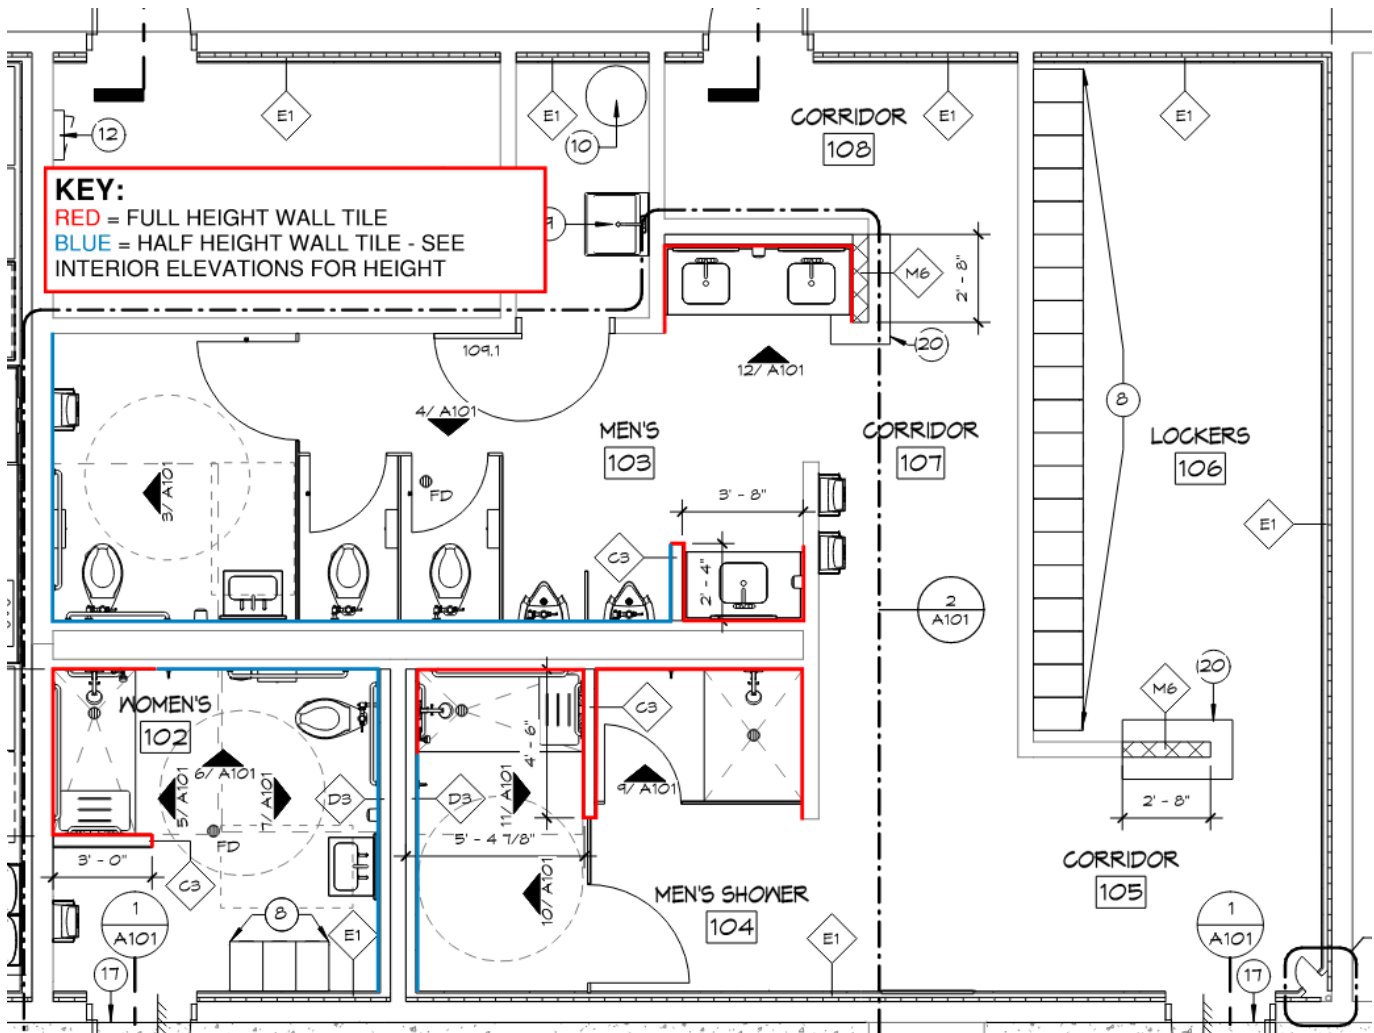 E1
E1
CORRIDOR
108
E1
E1
12
10
KEY:
RED = FULL HEIGHT WALL TILE
BLUE = HALF HEIGHT WALL TILE - SEE
INTERIOR ELEVATIONS FOR HEIGHT
M6
2' - 8"
20
109.1
12/ A101
4/ A101
8
MEN'S
103
CORRIDOR
107
LOCKERS
106
3/ A101
FD
3' - 8"
E1
C3
2' - 4"
2
A101
20
M6
WOMEN'S
102
C3
4' - 6"
6/ A101
5/ A101
7/ A101
D3
D3
11/ A101
9/ A101
2' - 8"
FD
5' - 4 7/8"
3' - 0"
C3
CORRIDOR
105
10/ A101
MEN'S SHOWER
104
8
1
A101
E1
E1
1
A101
17
17